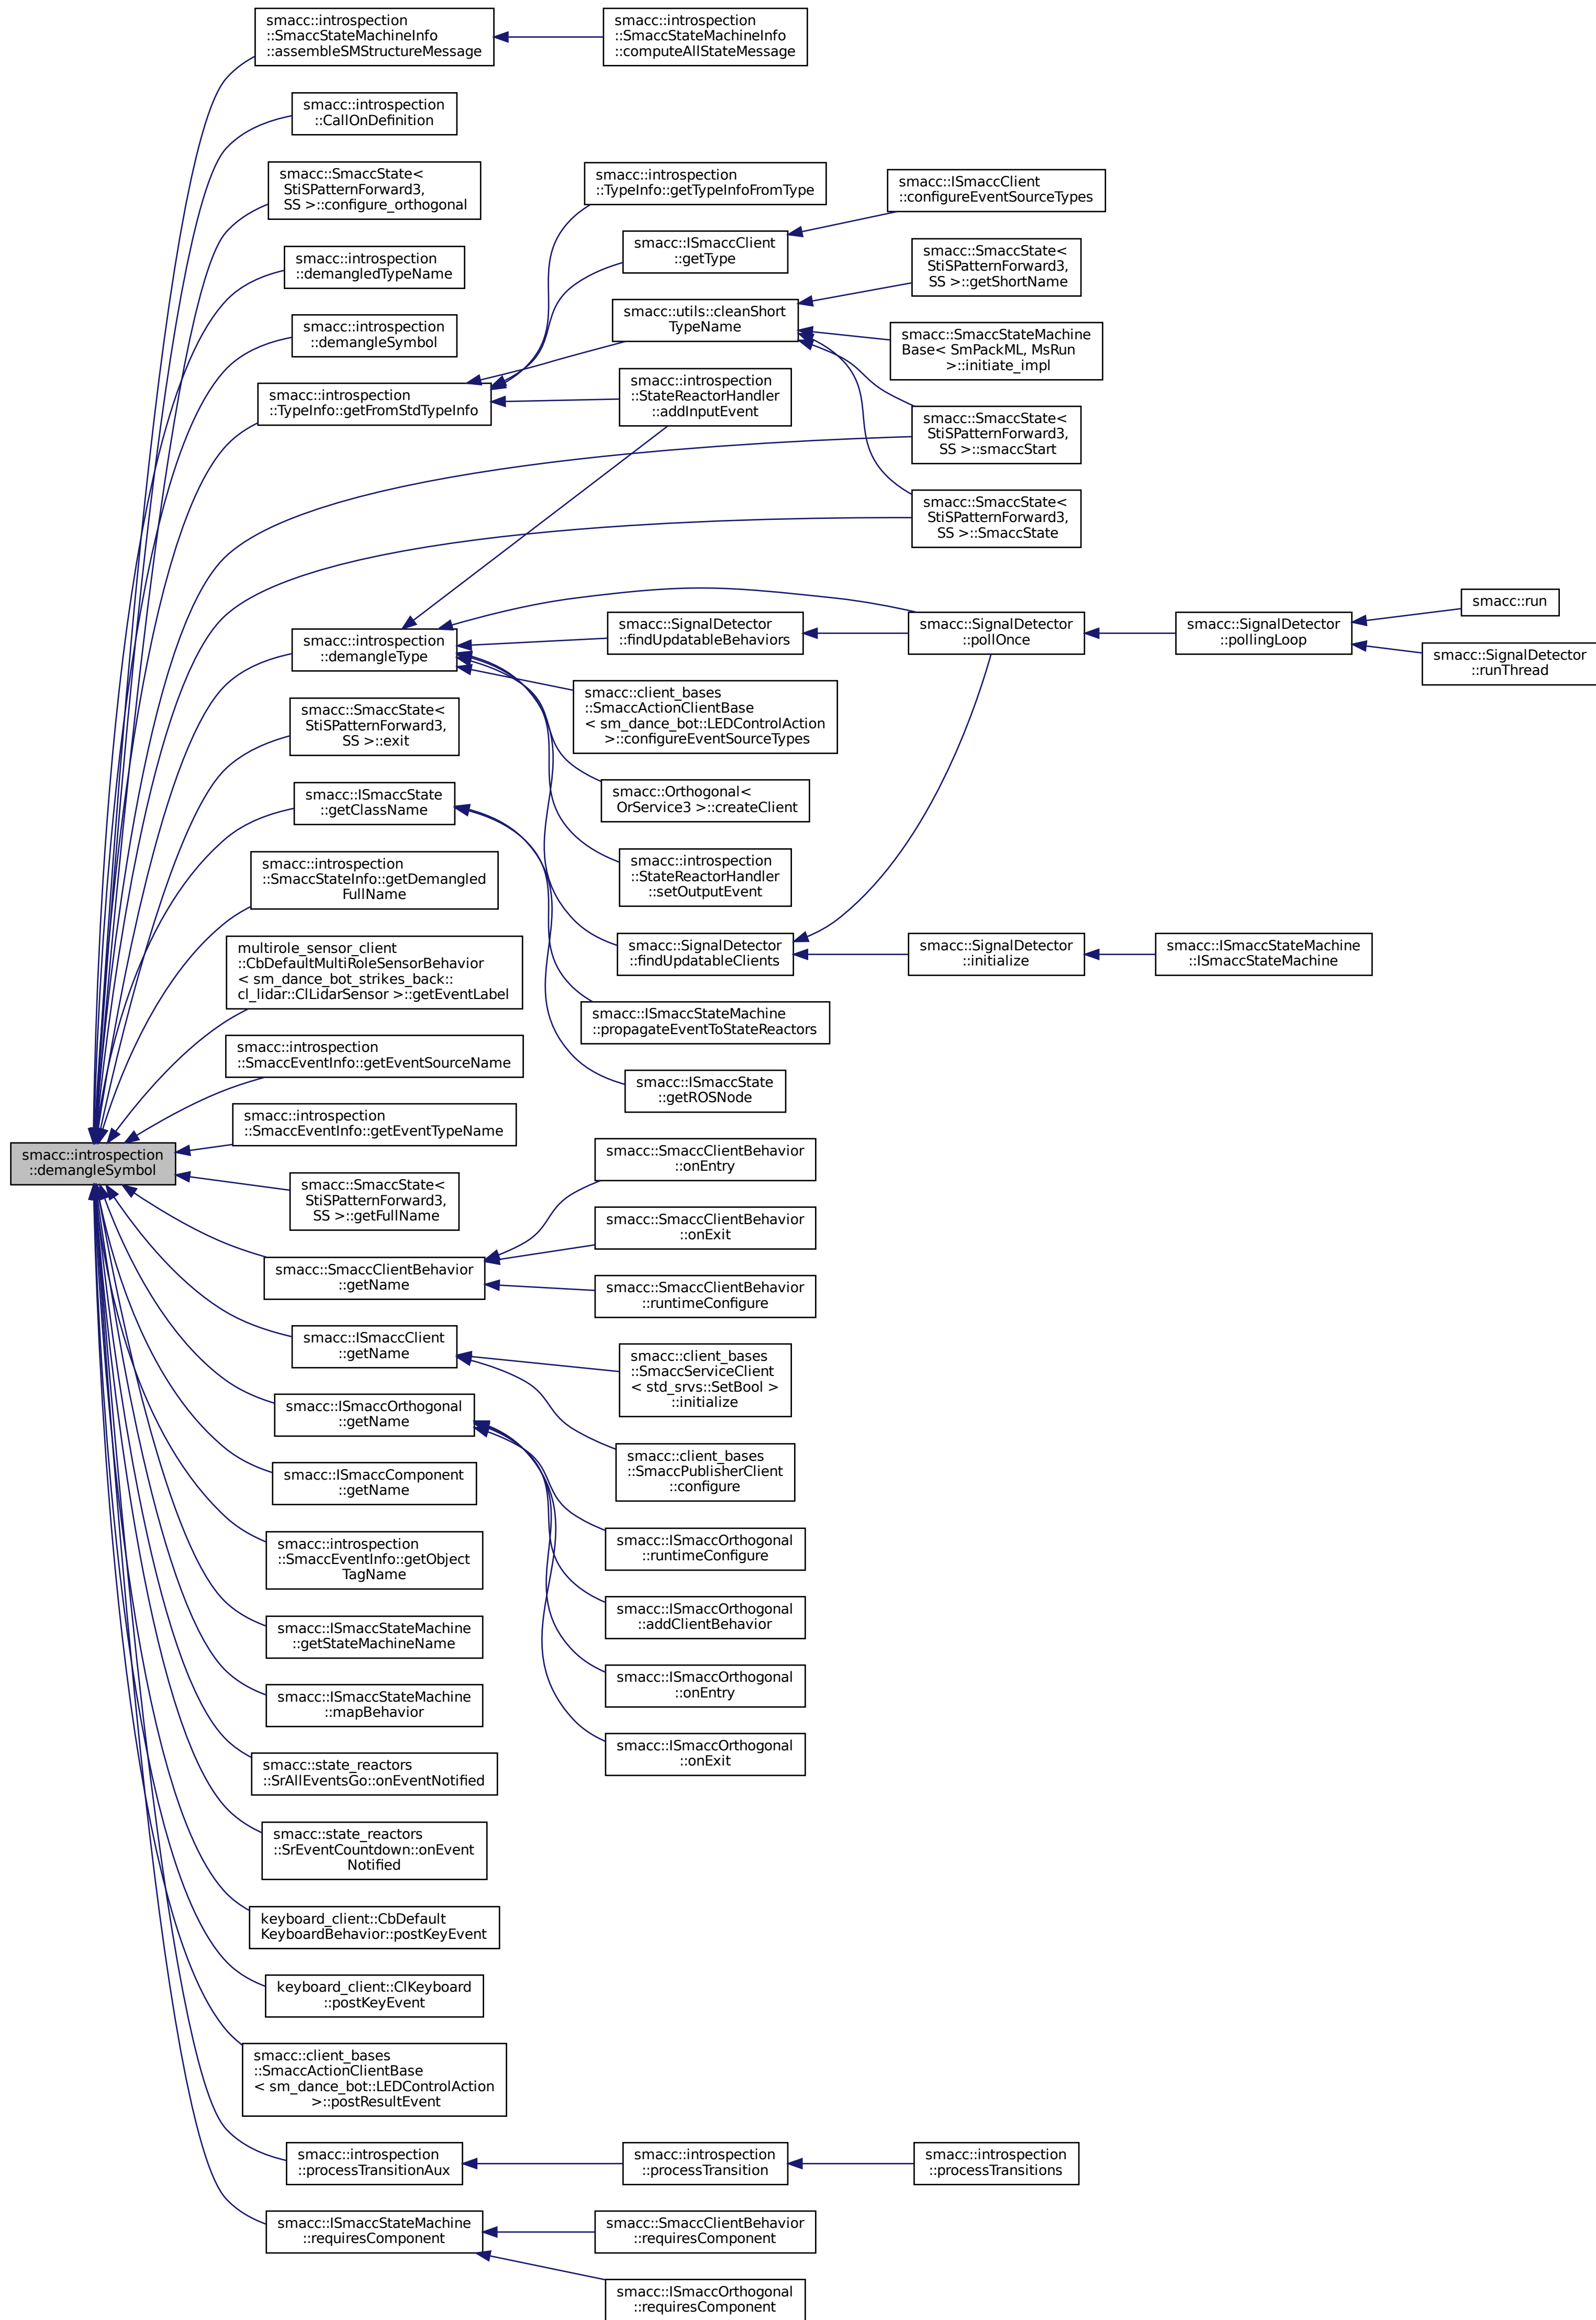 smacc::introspection
::SmaccStateMachineInfo
::assembleSMStructureMessage
smacc::introspection
::SmaccStateMachineInfo
::computeAllStateMessage
smacc::introspection
::CallOnDefinition
smacc::SmaccState<
StiSPatternForward3,
SS >::configure_orthogonal
smacc::introspection
::TypeInfo::getTypeInfoFromType
smacc::ISmaccClient
::configureEventSourceTypes
smacc::introspection
::demangledTypeName
smacc::ISmaccClient
::getType
smacc::SmaccState<
StiSPatternForward3,
SS >::getShortName
smacc::introspection
::demangleSymbol
smacc::utils::cleanShort
TypeName
smacc::SmaccStateMachine
Base< SmPackML, MsRun
>::initiate_impl
smacc::introspection
::TypeInfo::getFromStdTypeInfo
smacc::introspection
::StateReactorHandler
::addInputEvent
smacc::SmaccState<
StiSPatternForward3,
SS >::smaccStart
smacc::SmaccState<
StiSPatternForward3,
SS >::SmaccState
smacc::introspection
::demangleType
smacc::SignalDetector
::findUpdatableBehaviors
smacc::SignalDetector
::pollOnce
smacc::SignalDetector
::pollingLoop
smacc::run
smacc::SignalDetector
::runThread
smacc::client_bases
::SmaccActionClientBase
< sm_dance_bot::LEDControlAction
>::configureEventSourceTypes
smacc::SmaccState<
StiSPatternForward3,
SS >::exit
smacc::ISmaccState
::getClassName
smacc::Orthogonal<
OrService3 >::createClient
smacc::introspection
::SmaccStateInfo::getDemangled
FullName
smacc::introspection
::StateReactorHandler
::setOutputEvent
multirole_sensor_client
::CbDefaultMultiRoleSensorBehavior
< sm_dance_bot_strikes_back::
cl_lidar::ClLidarSensor >::getEventLabel
smacc::SignalDetector
::findUpdatableClients
smacc::SignalDetector
::initialize
smacc::ISmaccStateMachine
::ISmaccStateMachine
smacc::ISmaccStateMachine
::propagateEventToStateReactors
smacc::introspection
::SmaccEventInfo::getEventSourceName
smacc::ISmaccState
::getROSNode
smacc::introspection
::SmaccEventInfo::getEventTypeName
smacc::introspection
::demangleSymbol
smacc::SmaccClientBehavior
::onEntry
smacc::SmaccState<
StiSPatternForward3,
SS >::getFullName
smacc::SmaccClientBehavior
::onExit
smacc::SmaccClientBehavior
::getName
smacc::SmaccClientBehavior
::runtimeConfigure
smacc::ISmaccClient
::getName
smacc::client_bases
::SmaccServiceClient
< std_srvs::SetBool >
::initialize
smacc::ISmaccOrthogonal
::getName
smacc::client_bases
::SmaccPublisherClient
::configure
smacc::ISmaccComponent
::getName
smacc::ISmaccOrthogonal
::runtimeConfigure
smacc::introspection
::SmaccEventInfo::getObject
TagName
smacc::ISmaccOrthogonal
::addClientBehavior
smacc::ISmaccStateMachine
::getStateMachineName
smacc::ISmaccOrthogonal
::onEntry
smacc::ISmaccStateMachine
::mapBehavior
smacc::ISmaccOrthogonal
::onExit
smacc::state_reactors
::SrAllEventsGo::onEventNotified
smacc::state_reactors
::SrEventCountdown::onEvent
Notified
keyboard_client::CbDefault
KeyboardBehavior::postKeyEvent
keyboard_client::ClKeyboard
::postKeyEvent
smacc::client_bases
::SmaccActionClientBase
< sm_dance_bot::LEDControlAction
>::postResultEvent
smacc::introspection
::processTransitionAux
smacc::introspection
::processTransition
smacc::introspection
::processTransitions
smacc::ISmaccStateMachine
::requiresComponent
smacc::SmaccClientBehavior
::requiresComponent
smacc::ISmaccOrthogonal
::requiresComponent